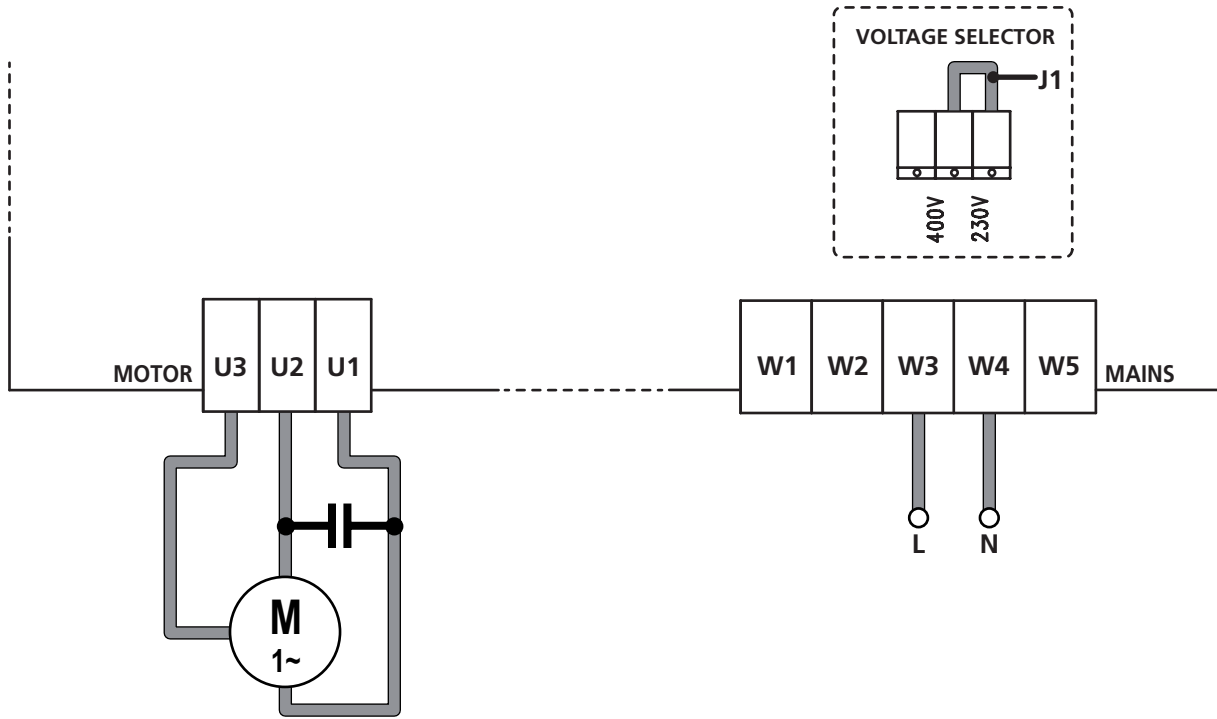 VOLTAGE SELECTOR
J1
400V
230V
MOTOR
U3
U2
U1
W1
W2
W3
W4
W5
MAINS
L
N
M
1~